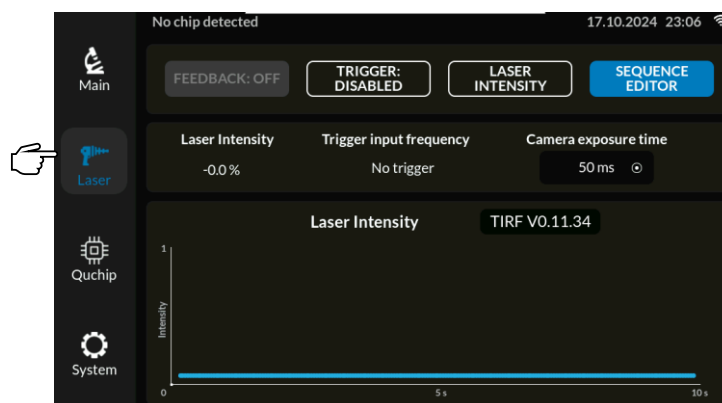 No chip detected
17.10.2024 23:06
Main
Laser
Quchip
System
FEEDBACK: OFF
TRIGGER:
DISABLED
LASER
INTENSITY
SEQUENCE
EDITOR
Laser Intensity
-0.0 %
Trigger input frequency
No trigger
Camera exposure time
50 ms
Laser Intensity
TIRF V0.11.34
1
Intensity
0
5 s
10 s